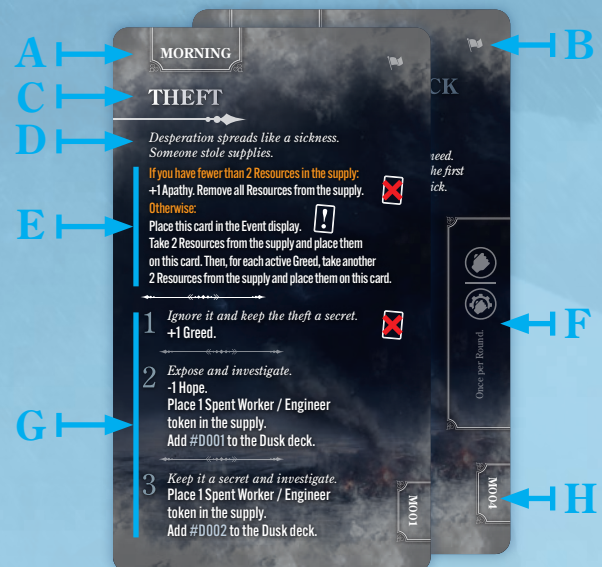 A
MORNING
B
C
THEFT
CK
D
Desperation spreads like a sickness.
Someone stole supplies.
need.
he first
ick.
If you have fewer than 2 Resources in the supply:
+1 Apathy. Remove all Resources from the supply.
Otherwise:
Place this card in the Event display.
Take 2 Resources from the supply and place them
on this card. Then, for each active Greed, take another
2 Resources from the supply and place them on this card.
E
F
Once per Round.
1 Ignore it and keep the theft a secret.
+1 Greed.
2 Expose and investigate.
-1 Hope.
Place 1 Spent Worker / Engineer
token in the supply.
Add #D001 to the Dusk deck.
G
3 Keep it a secret and investigate.
Place 1 Spent Worker / Engineer
token in the supply.
Add #D002 to the Dusk deck.
M001
M004
H